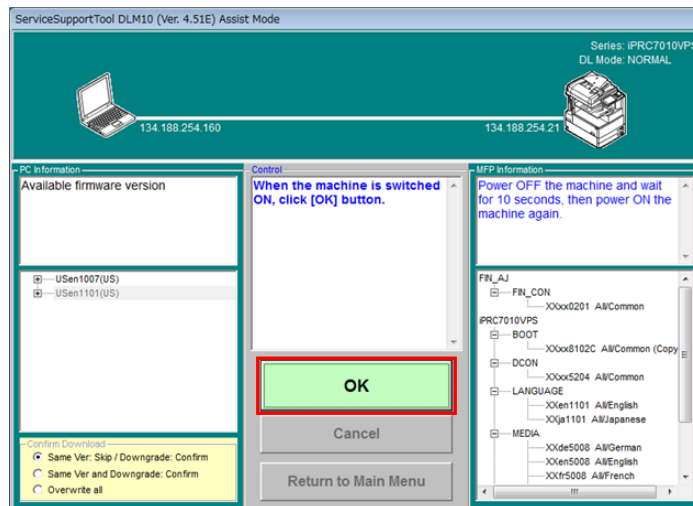 ServiceSupportTool DLM10 (Ver. 4.51E) Assist Mode
Series: iPRC7010VPS
DL Mode: NORMAL
134.188.254.160
134.188.254.21
PC Information
Available firmware version
USen1007(US)
USen1101(US)
Confirm Download
Same Ver: Skip / Downgrade: Confirm
Same Ver and Downgrade: Confirm
Overwrite all
Control
When the machine is switched
ON, click [OK] button.
OK
Cancel
Return to Main Menu
MFP Information
Power OFF the machine and wait
for 10 seconds, then power ON the
machine again.
FIN_AJ
FIN_CON
XXxx0201 All/Common
iPRC7010VPS
BOOT
XXxx8102C All/Common (Copy
DCON
XXxx5204 All/Common
LANGUAGE
XXen1101 All/English
XXja1101 All/Japanese
MEDIA
XXde5008 All/German
XXen5008 All/English
XXfr5008 All/French